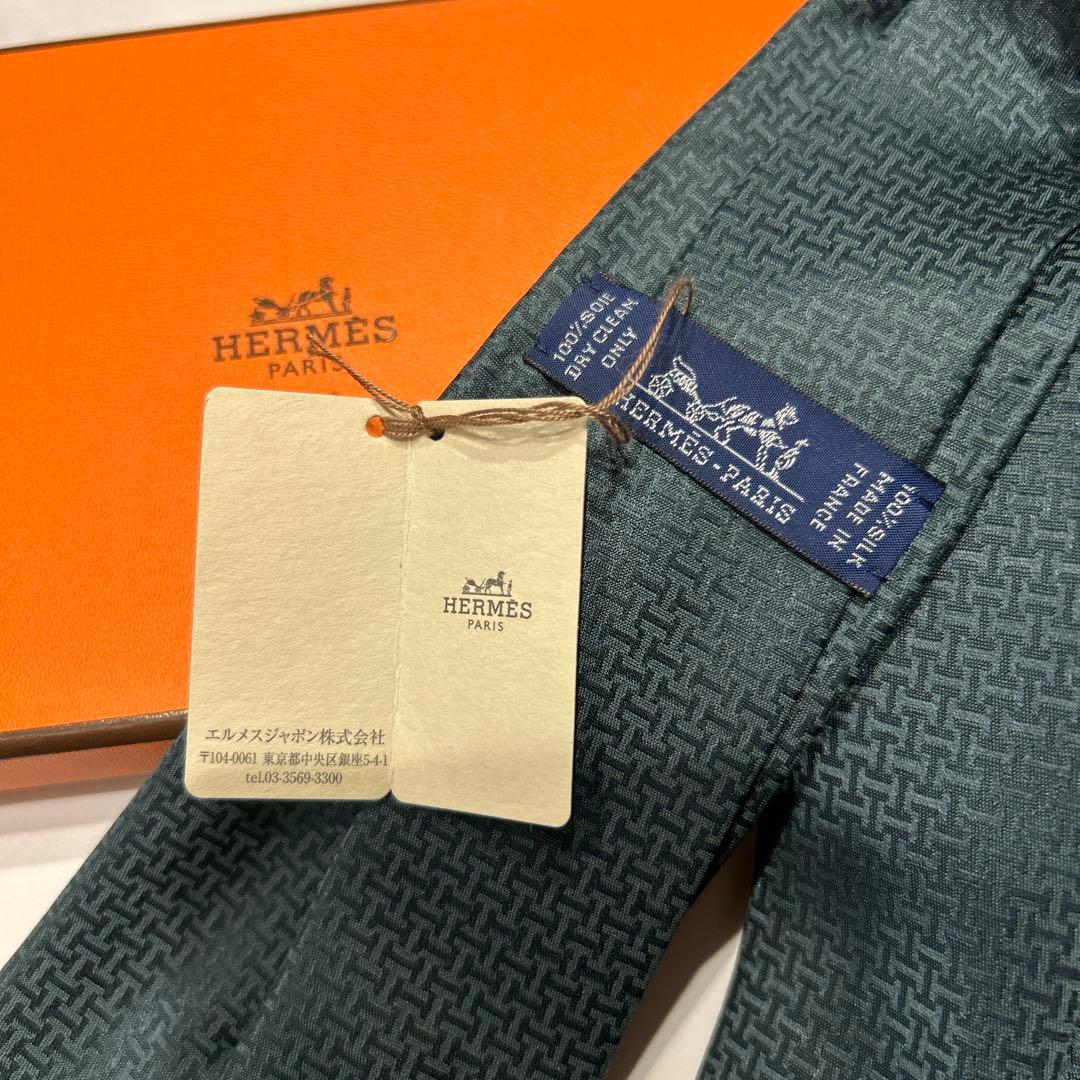 HERMÈS
PARIS
100%SOIE
DRY CLEAN
ONLY
HERMÈS-PARIS
100%SILK
MADE IN
FRANCE
HERMÈS
PARIS
エルメスジャポン株式会社
〒104-0061 東京都中央区銀座5-4-1
tel.03-3569-3300